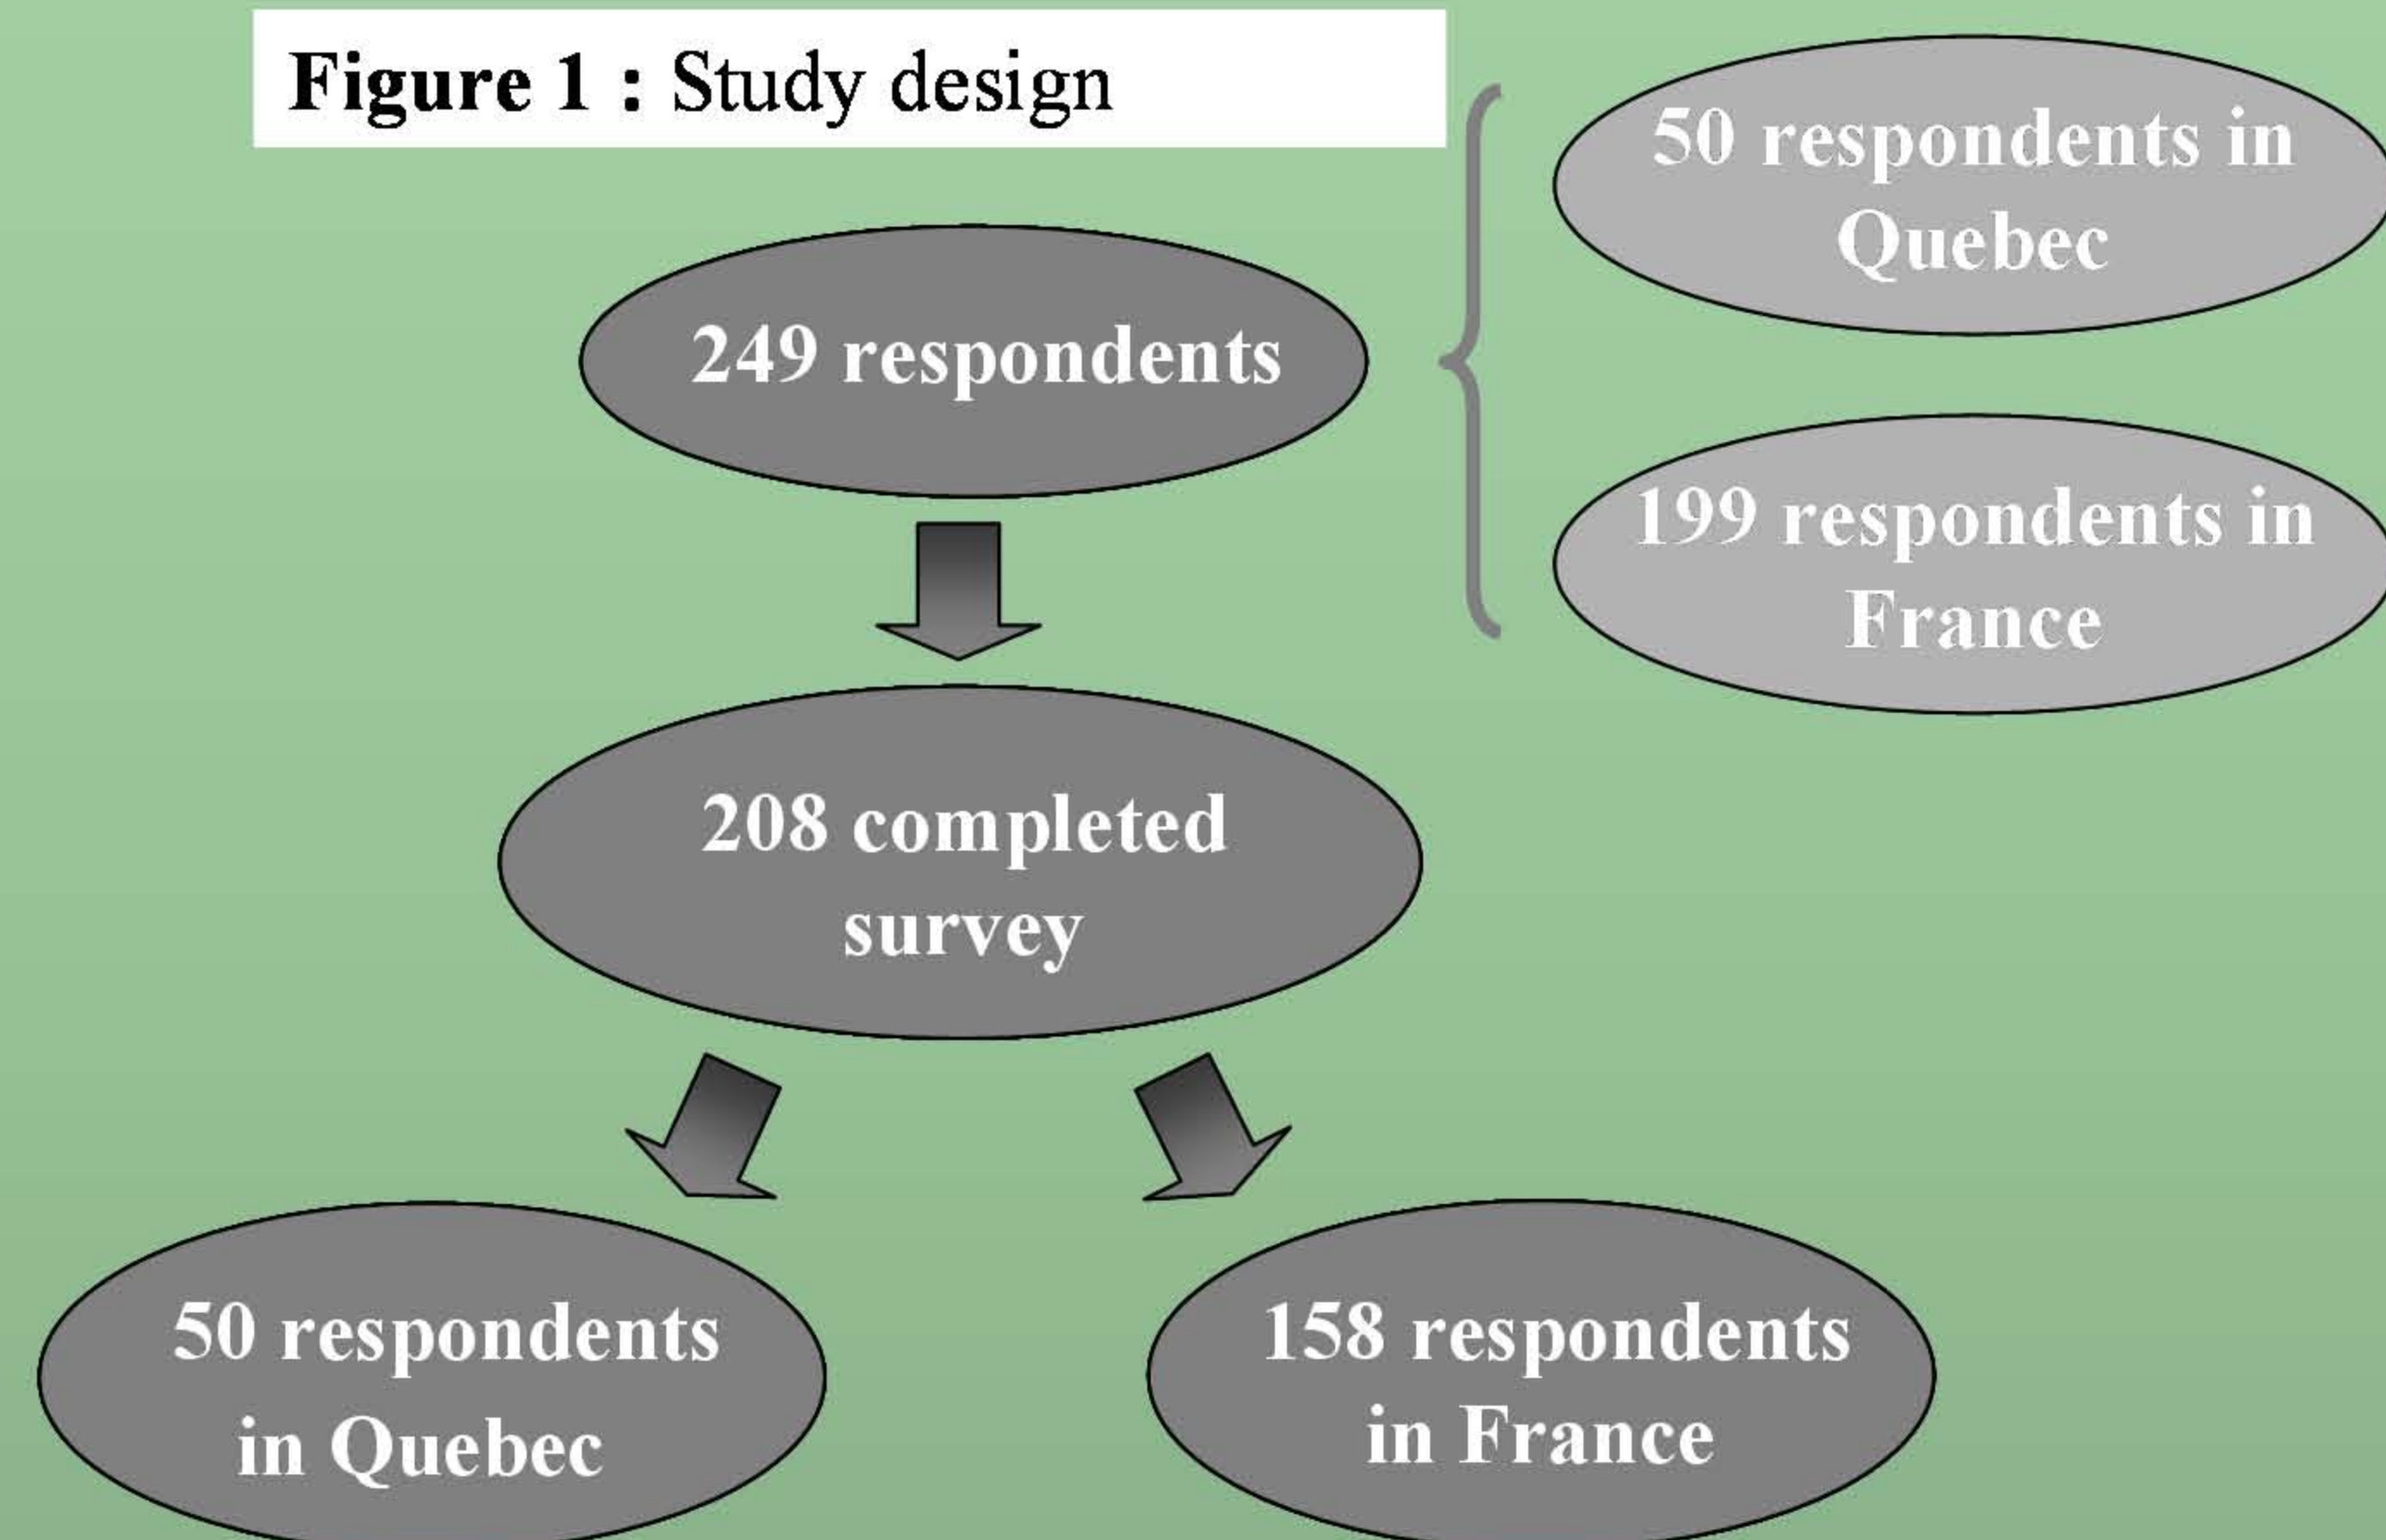 Figure 1 : Study design
50 respondents in
Quebec
249 respondents
199 respondents in
France
208 completed
survey
50 respondents
in Quebec
158 respondents
in France